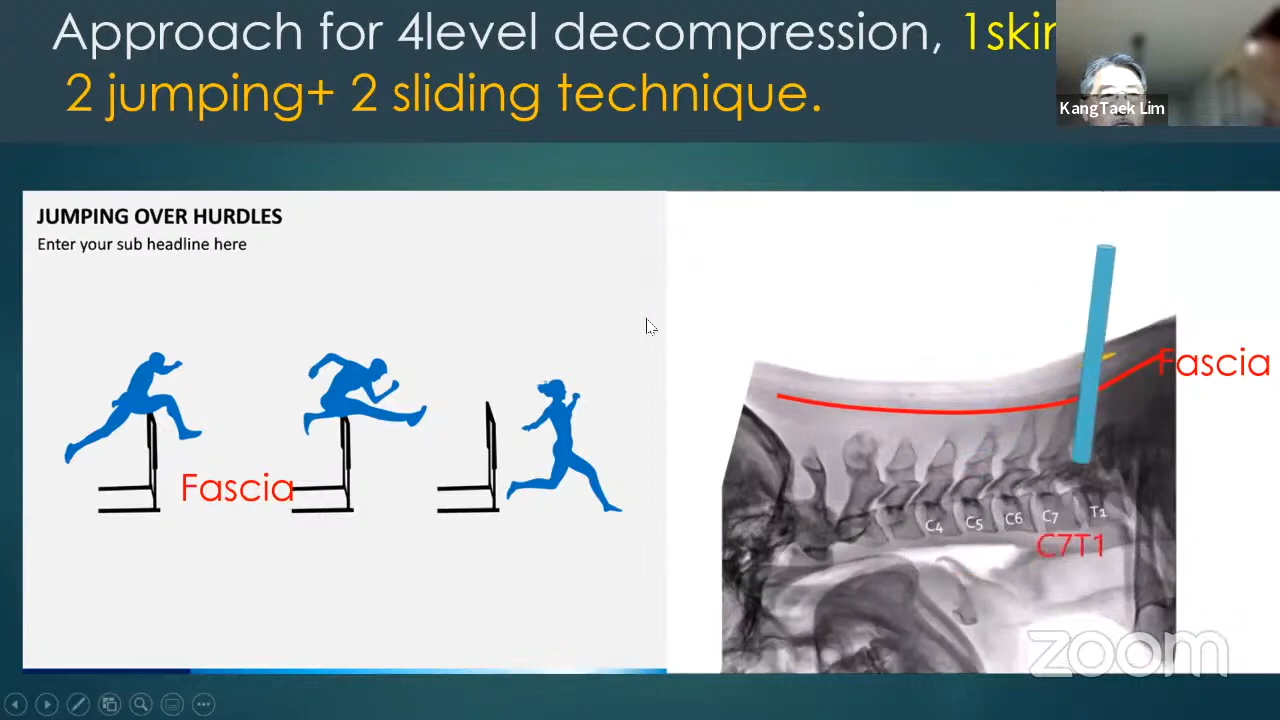 Approach for 4level decompression, 1skin
2 jumping+ 2 sliding technique.
KangTaek Lim
JUMPING OVER HURDLES
Enter your sub headline here
Fascia
Fascia
C4 C5 C6 C7 T1
C7T1
zoom